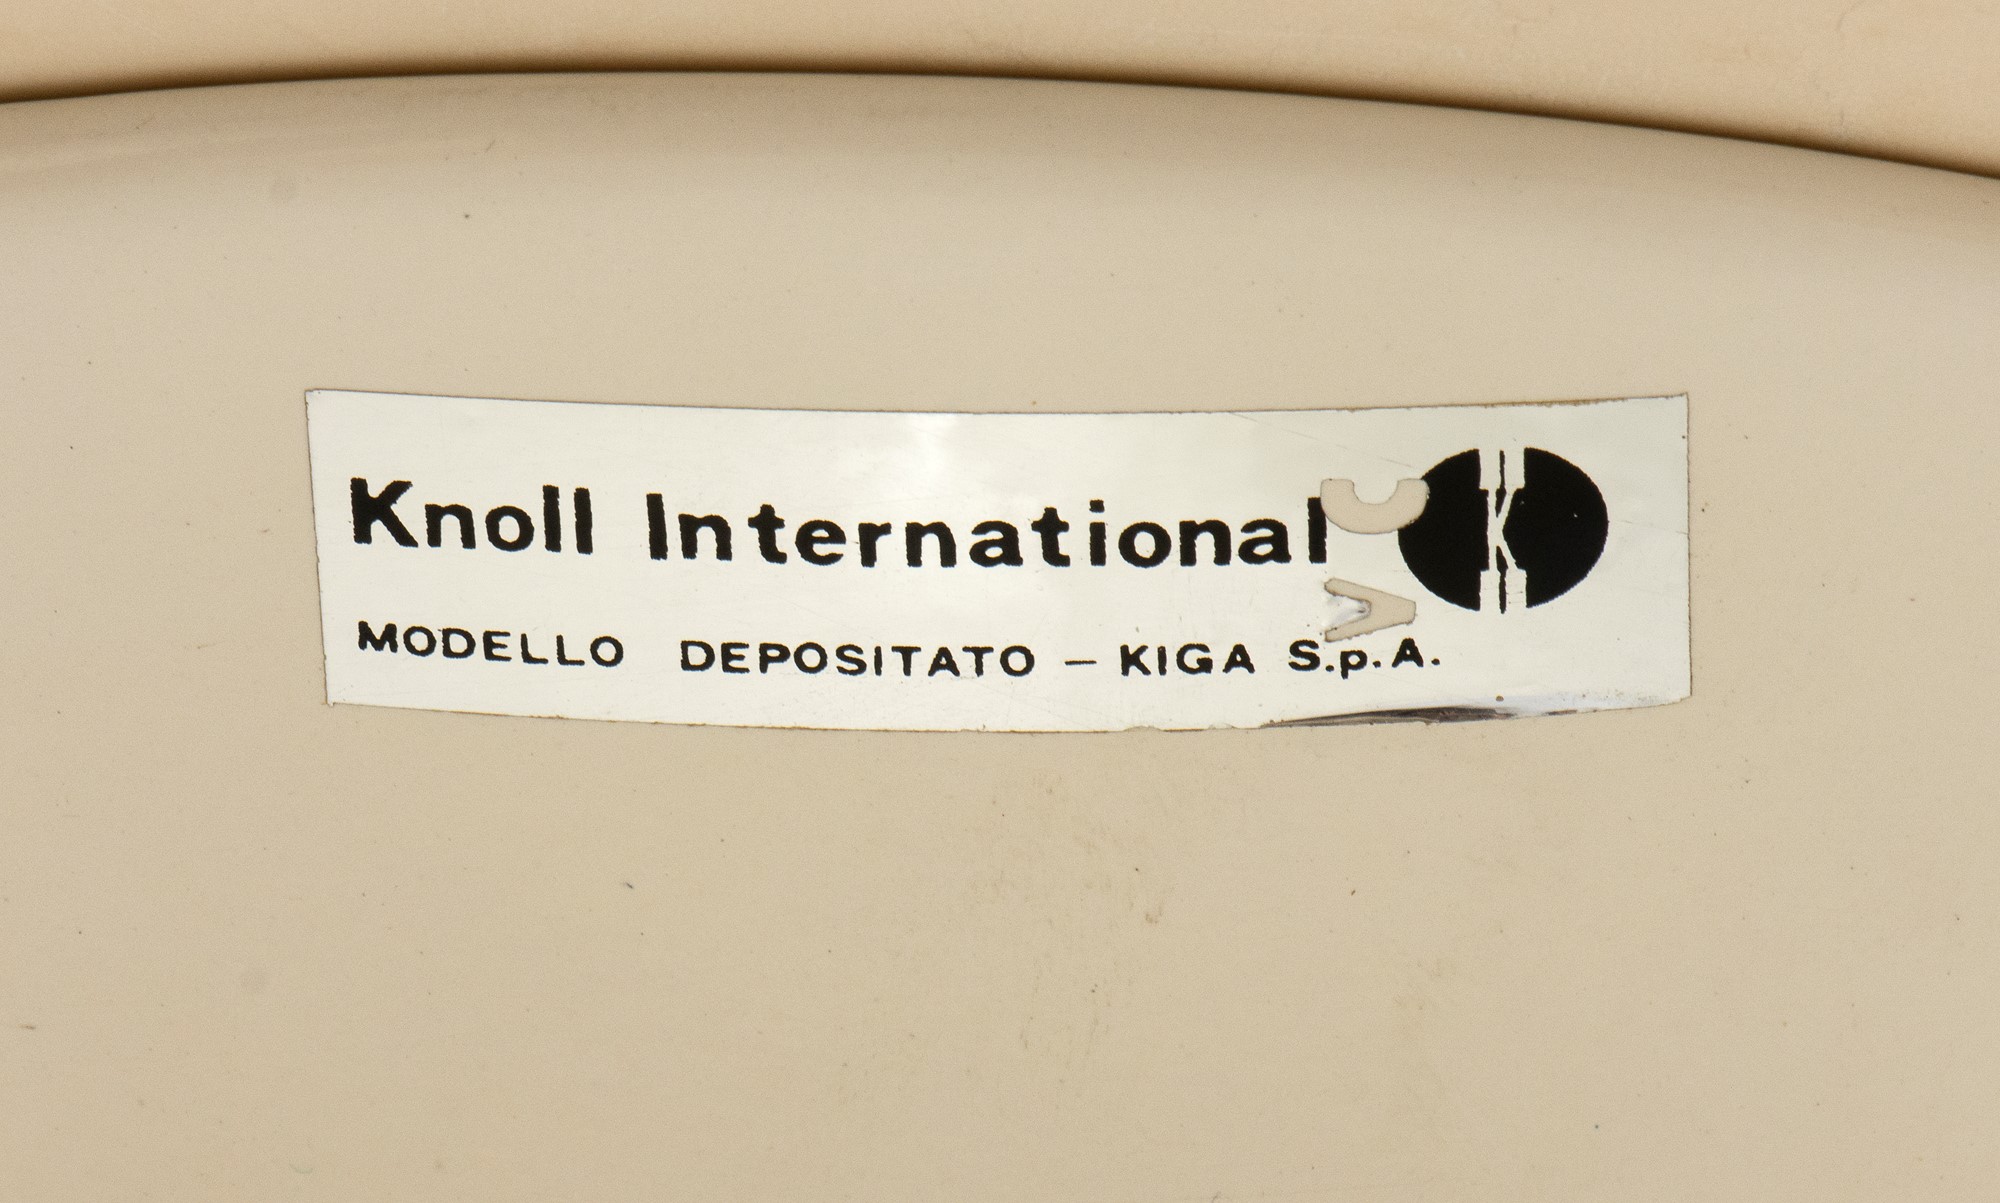 Knoll International K
MODELLO DEPOSITATO – KIGA S.p.A.